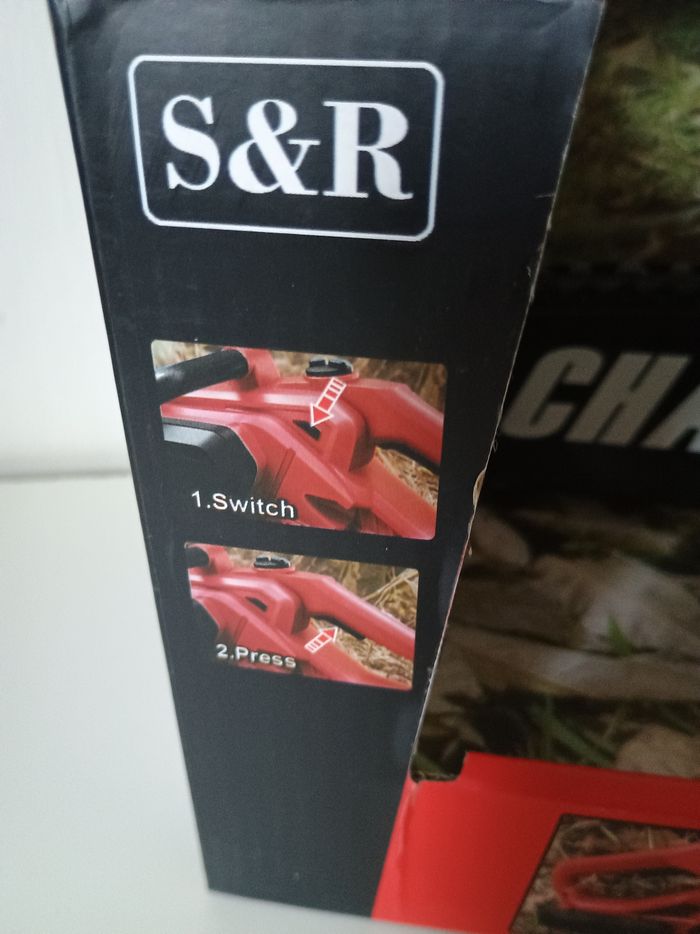 S&R
1.Switch
2.Press
CHA